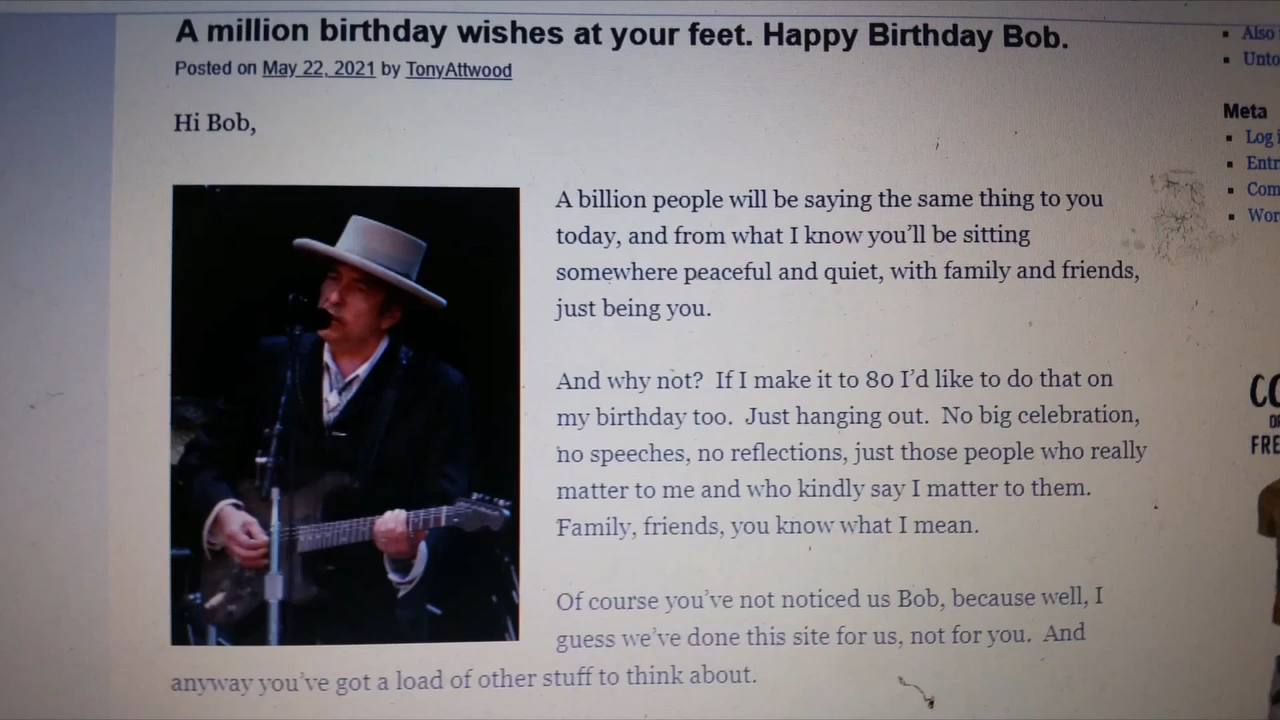 A million birthday wishes at your feet. Happy Birthday Bob.
Posted on May 22, 2021 by TonyAttwood
Hi Bob,
A billion people will be saying the same thing to you
today, and from what I know you’ll be sitting
somewhere peaceful and quiet, with family and friends,
just being you.
And why not?  If I make it to 80 I’d like to do that on
my birthday too.  Just hanging out.  No big celebration,
no speeches, no reflections, just those people who really
matter to me and who kindly say I matter to them.
Family, friends, you know what I mean.
Of course you’ve not noticed us Bob, because well, I
guess we’ve done this site for us, not for you.  And
anyway you’ve got a load of other stuff to think about.
Also
Meta
Log i